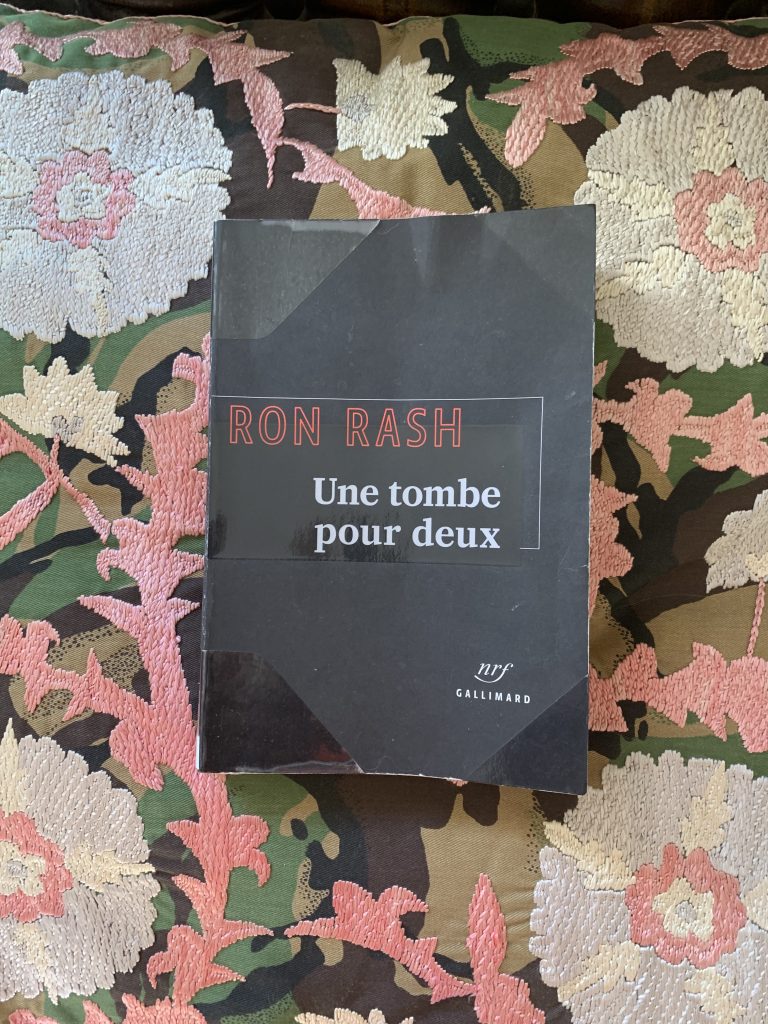 RON RASH
Une tombe
pour deux
nrf
GALLIMARD